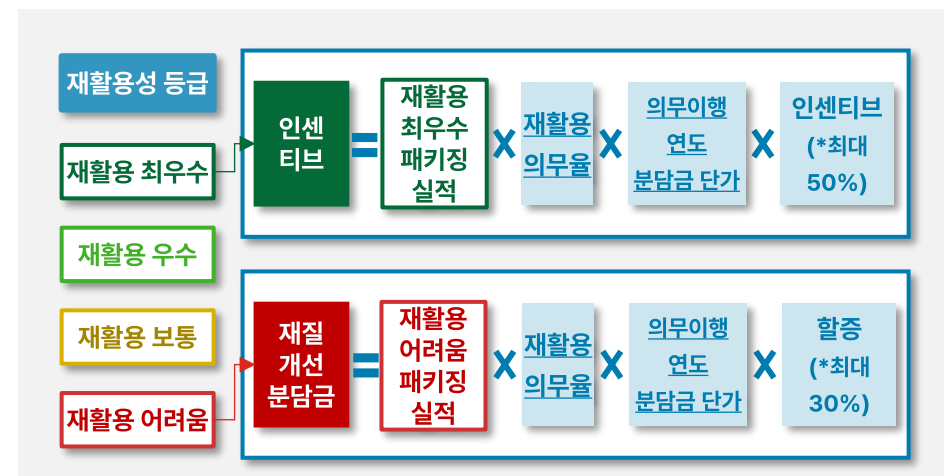 재활용성 등급
재활용 최우수
재활용 우수
재활용 보통
재활용 어려움
인센
티브
=
재활용
최우수
패키징
실적
×
재활용
의무율
×
의무이행
연도
분담금 단가
×
인센티브
(*최대
50%)
재질
개선
분담금
=
재활용
어려움
패키징
실적
×
재활용
의무율
×
의무이행
연도
분담금 단가
×
할증
(*최대
30%)